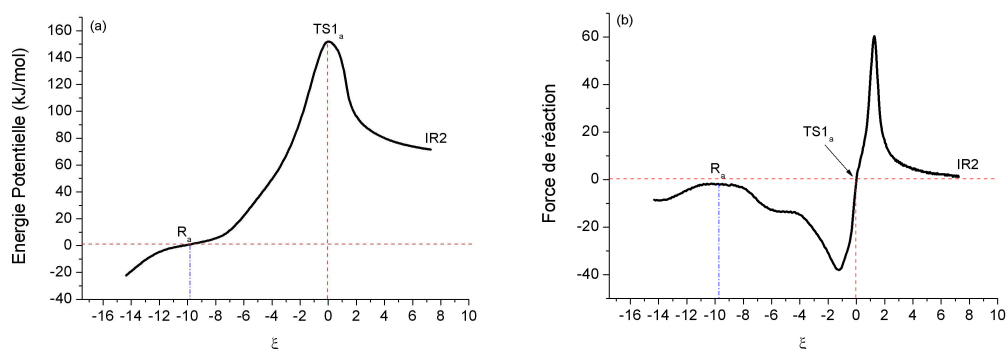 (a)
TS1a
Energie Potentielle (kJ/mol)
160
140
120
100
80
60
40
20
0
-20
-40
Ra
IR2
-16 -14 -12 -10 -8 -6 -4 -2 0 2 4 6 8 10
ξ
(b)
Force de réaction
60
40
20
0
-20
-40
TS1a
Ra
IR2
-16 -14 -12 -10 -8 -6 -4 -2 0 2 4 6 8 10
ξ